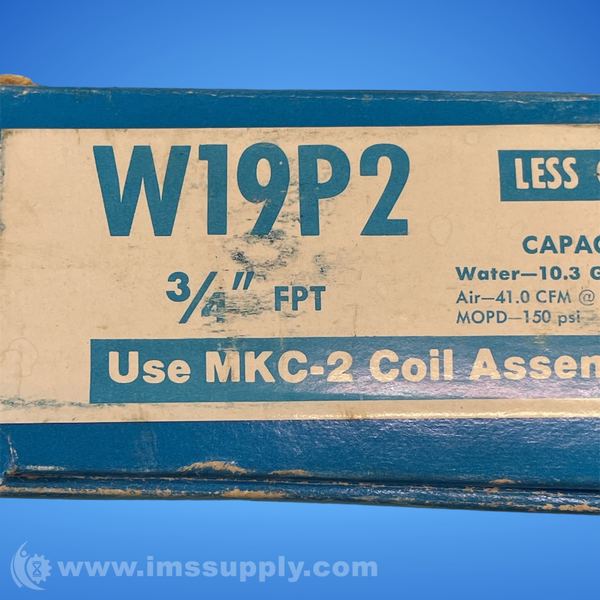 W19P2
LESS
3/4" FPT
CAPAC
Water—10.3 G
Air—41.0 CFM @
MOPD—150 psi
Use MKC-2 Coil Assem
www.imssupply.com